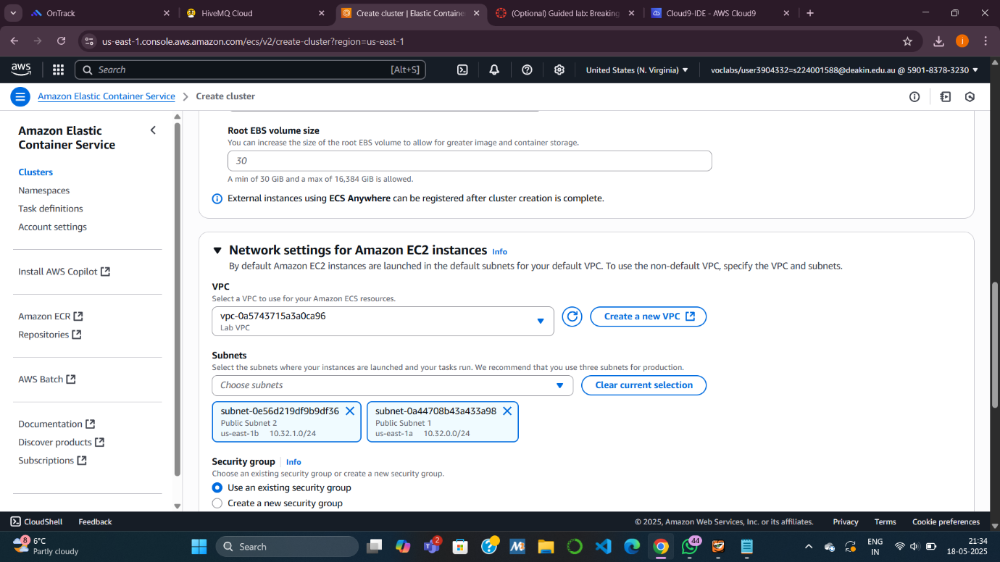 OnTrack
HiveMQ Cloud
Create cluster | Elastic Containe
(Optional) Guided lab: Breaking
Cloud9-IDE - AWS Cloud9
us-east-1.console.aws.amazon.com/ecs/v2/create-cluster?region=us-east-1
j
aws
Search
[Alt+S]
United States (N. Virginia)
voclabs/user3904332=s224001588@deakin.edu.au @ 5901-8378-3230
Amazon Elastic Container Service
Create cluster
Amazon Elastic
Container Service
Clusters
Namespaces
Task definitions
Account settings
Install AWS Copilot
Amazon ECR
Repositories
AWS Batch
Documentation
Discover products
Subscriptions
Root EBS volume size
You can increase the size of the root EBS volume to allow for greater image and container storage.
30
A min of 30 GiB and a max of 16,384 GiB is allowed.
External instances using ECS Anywhere can be registered after cluster creation is complete.
Network settings for Amazon EC2 instances Info
By default Amazon EC2 instances are launched in the default subnets for your default VPC. To use the non-default VPC, specify the VPC and subnets.
VPC
Select a VPC to use for your Amazon ECS resources.
vpc-0a5743715a3a0ca96
Lab VPC
Create a new VPC
Subnets
Select the subnets where your instances are launched and your tasks run. We recommend that you use three subnets for production.
Choose subnets
Clear current selection
subnet-0e56d219df9b9df36
Public Subnet 2
us-east-1b 10.32.1.0/24
subnet-0a44708b43a433a98
Public Subnet 1
us-east-1a 10.32.0.0/24
Security group Info
Choose an existing security group or create a new security group.
Use an existing security group
Create a new security group
CloudShell
Feedback
© 2025, Amazon Web Services, Inc. or its affiliates.
Privacy
Terms
Cookie preferences
8
6°C
Partly cloudy
Search
2
44
ENG
IN
21:34
18-05-2025